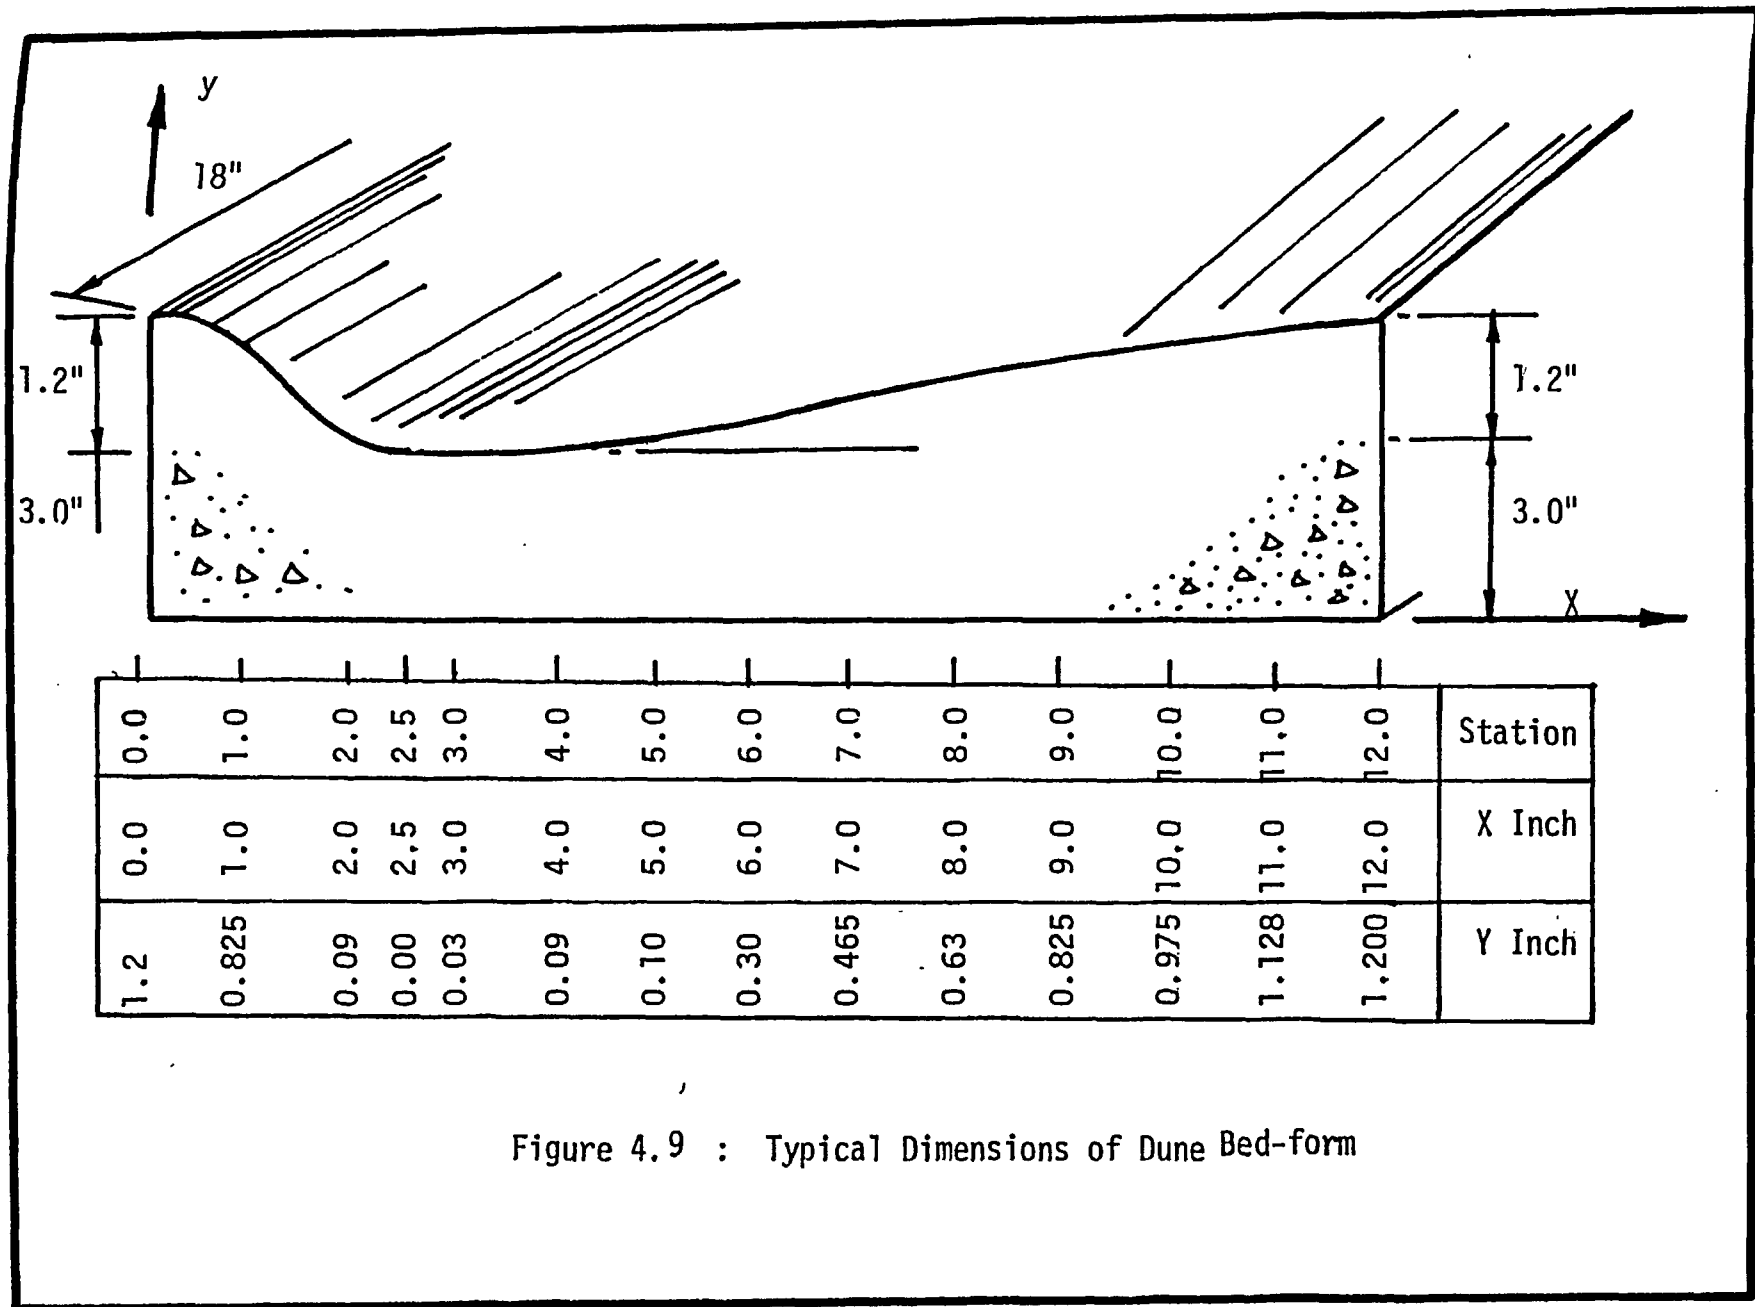 y
18"
1.2"
1.2"
3.0"
3.0"
X
0.0 1.0 2.0 2.5 3.0 4.0 5.0 6.0 7.0 8.0 9.0 10.0 11.0 12.0 Station
0.0 1.0 2.0 2.5 3.0 4.0 5.0 6.0 7.0 8.0 9.0 10.0 11.0 12.0 X Inch
1.2 0.825 0.09 0.00 0.03 0.09 0.10 0.30 0.465 0.63 0.825 0.975 1.128 1.200 Y Inch
Figure 4.9 : Typical Dimensions of Dune Bed-form